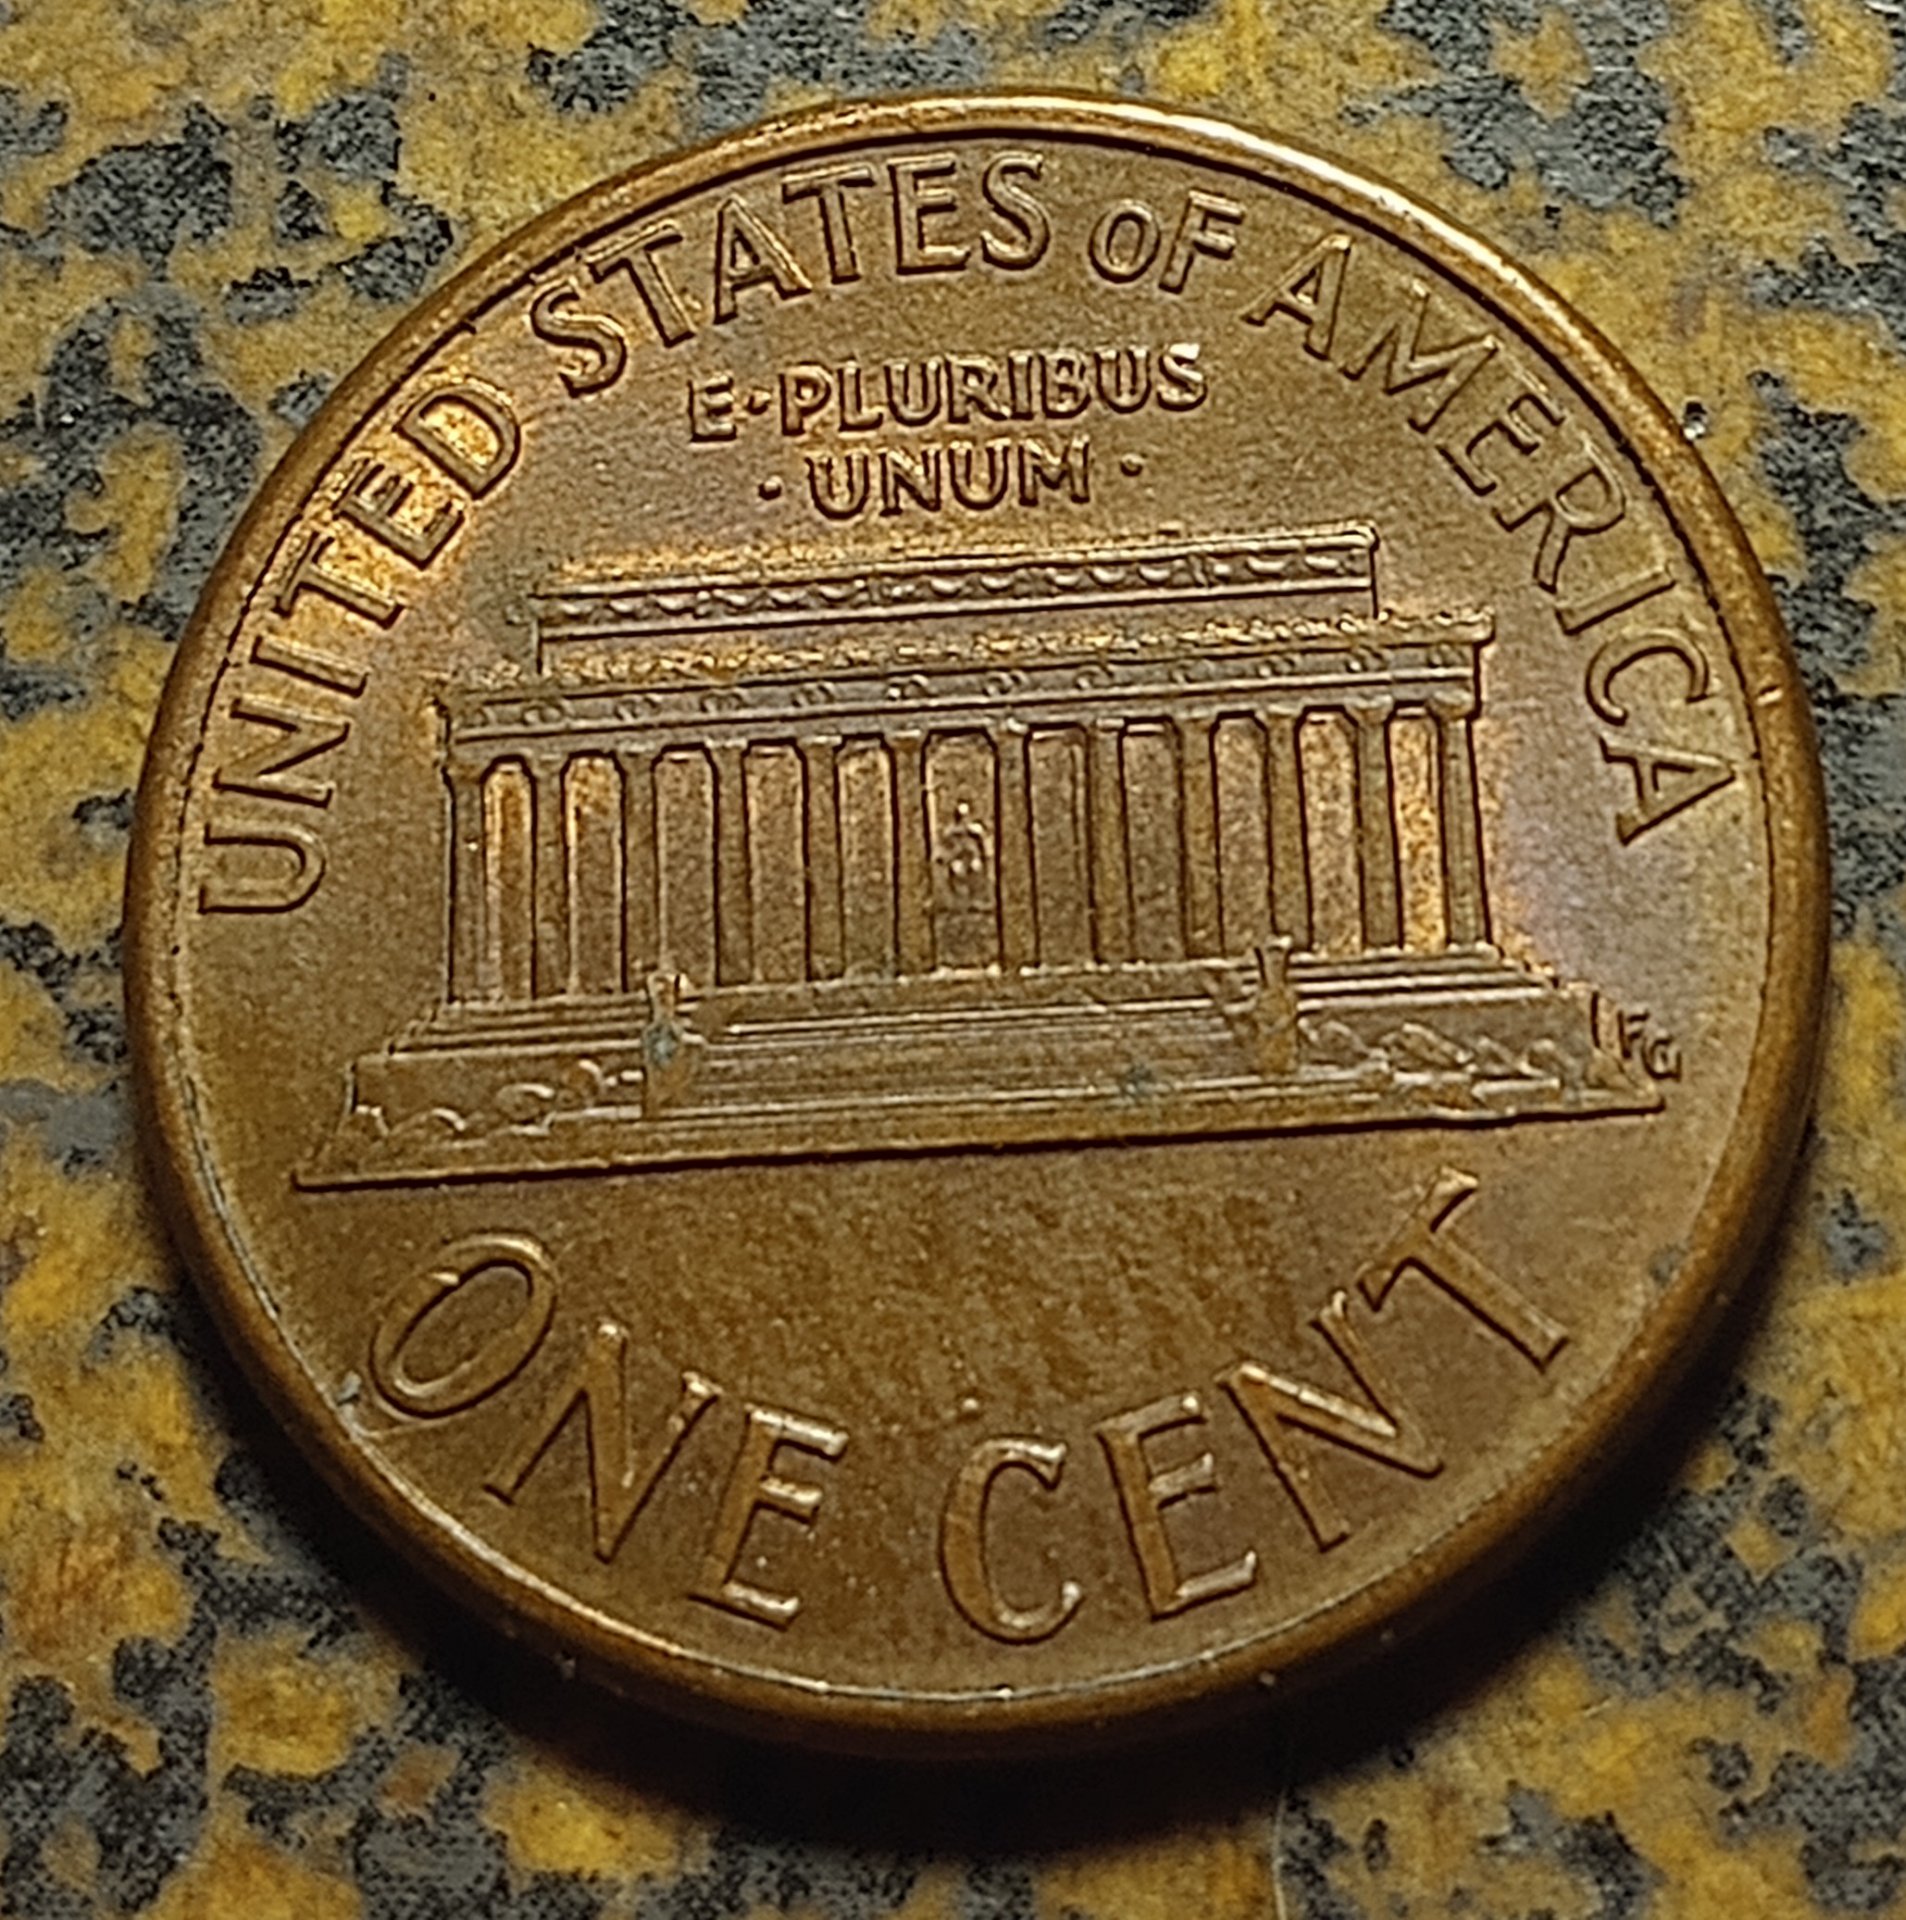 UNITED STATES OF AMERICA
E·PLURIBUS
·UNUM·
FG
ONE CENT